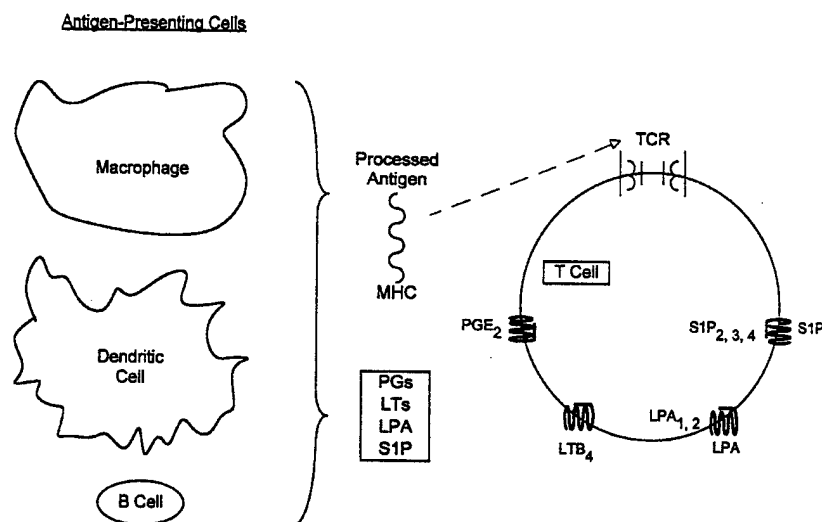 Antigen-Presenting Cells
Macrophage
Dendritic
Cell
B Cell
Processed
Antigen
MHC
PGs
LTs
LPA
S1P
TCR
T Cell
PGE2
S1P2, 3, 4
S1P
LTB4
LPA1, 2
LPA